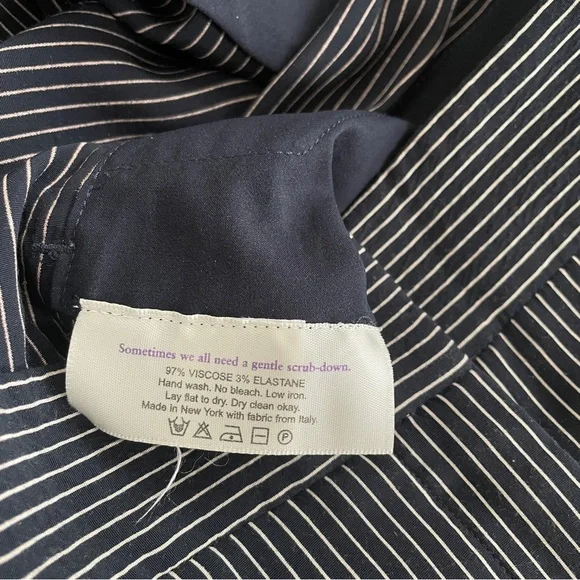 Sometimes we all need a gentle scrub-down.
97% VISCOSE 3% ELASTANE
Hand wash. No bleach. Low iron.
Lay flat to dry. Dry clean okay.
Made in New York with fabric from Italy.
P